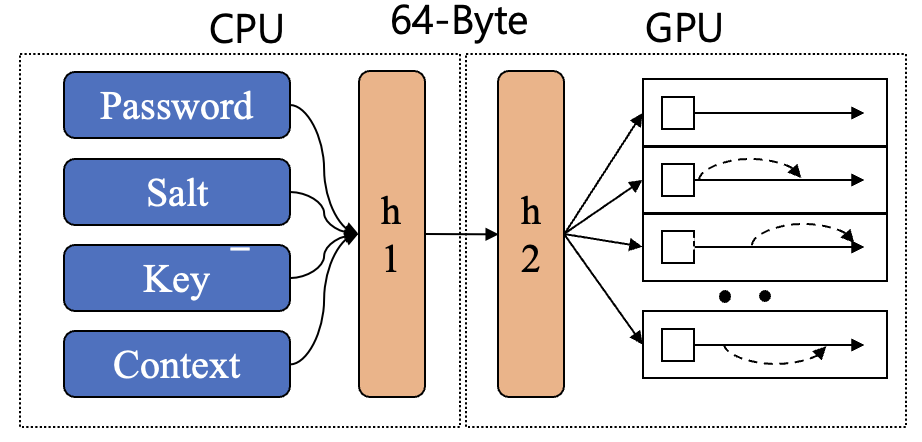 CPU
64-Byte
GPU
Password
Salt
Key
Context
h
1
h
2